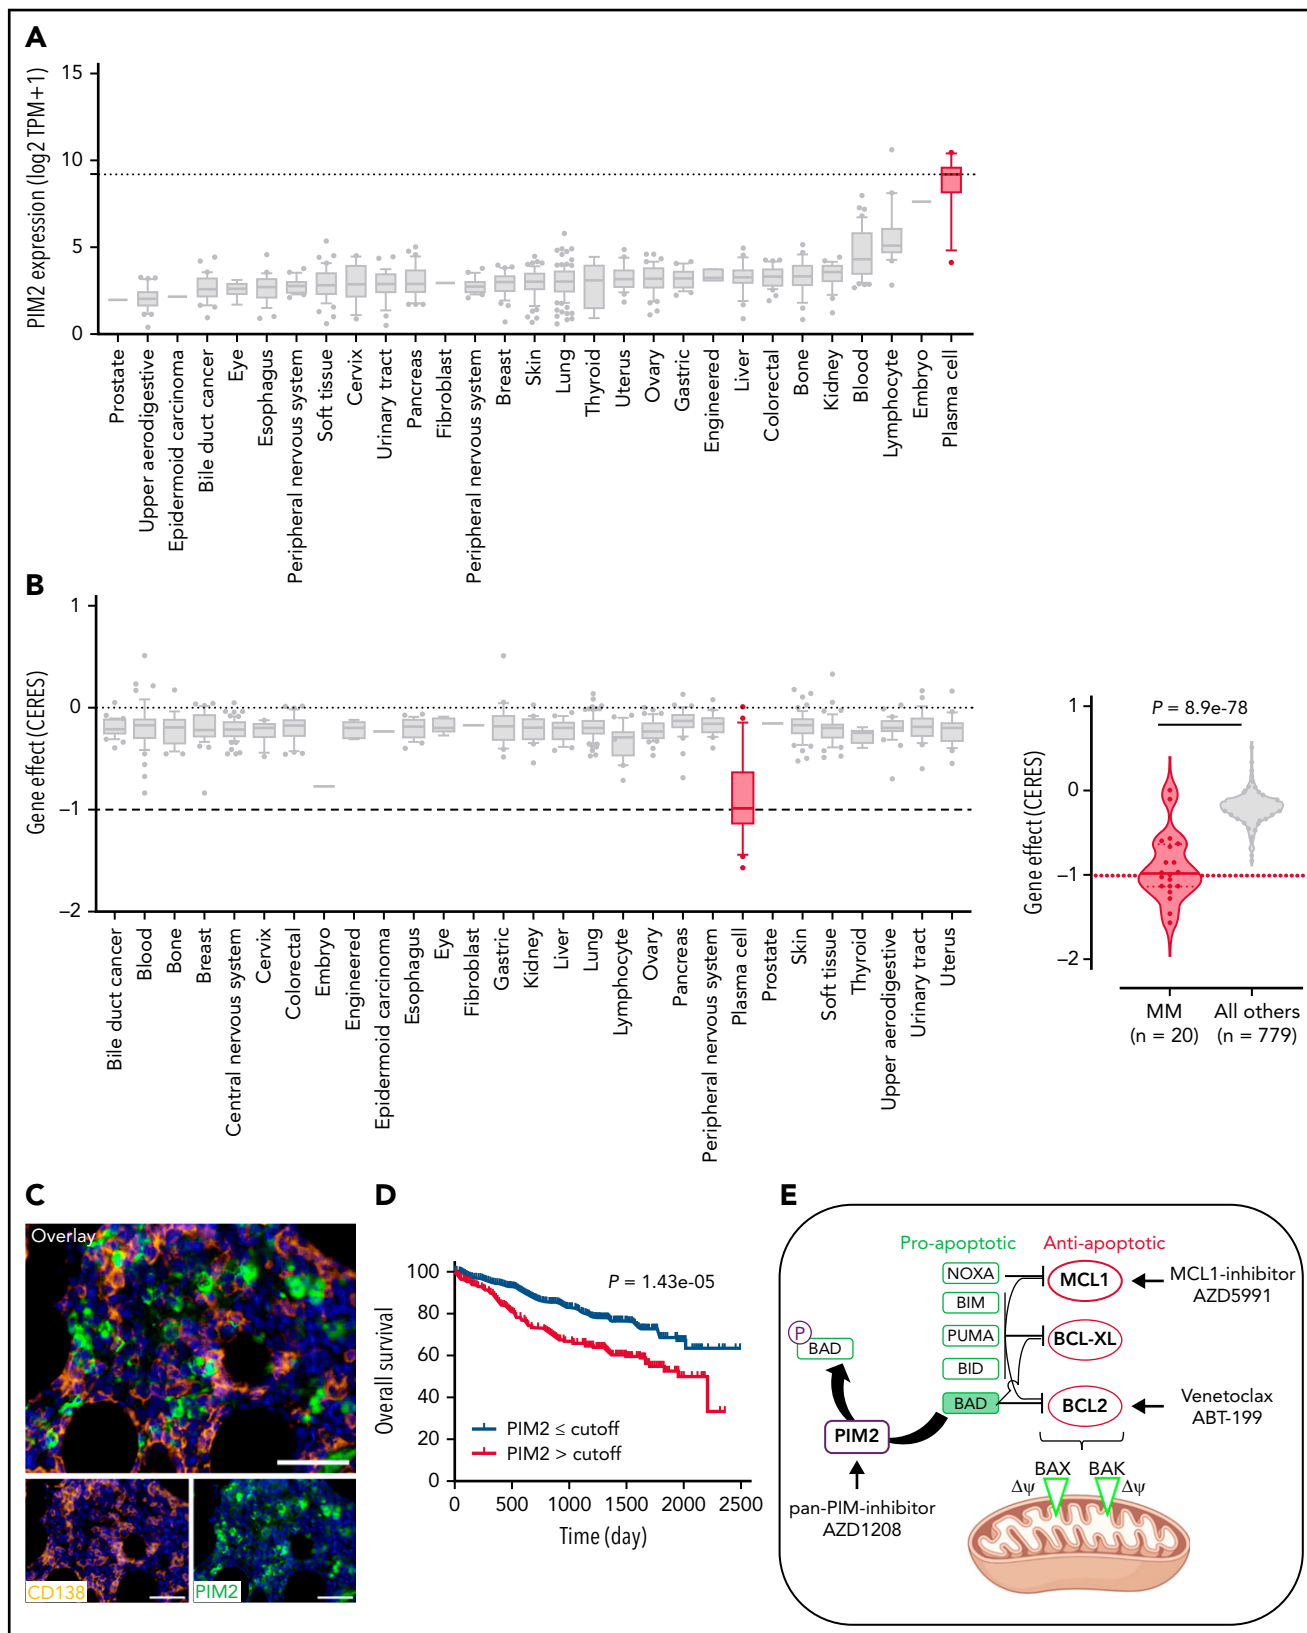 A
PIM2 expression (log2 TPM+1)
15
10
5
0
Prostate
Upper aerodigestive
Epidermoid carcinoma
Bile duct cancer
Eye
Esophagus
Peripheral nervous system
Soft tissue
Cervix
Urinary tract
Pancreas
Fibroblast
Peripheral nervous system
Breast
Skin
Lung
Thyroid
Uterus
Ovary
Gastric
Engineered
Liver
Colorectal
Bone
Kidney
Blood
Lymphocyte
Embryo
Plasma cell
B
Gene effect (CERES)
1
0
−1
−2
Bile duct cancer
Blood
Bone
Breast
Central nervous system
Cervix
Colorectal
Embryo
Engineered
Epidermoid carcinoma
Esophagus
Eye
Fibroblast
Gastric
Kidney
Liver
Lung
Lymphocyte
Ovary
Pancreas
Peripheral nervous system
Plasma cell
Prostate
Skin
Soft tissue
Thyroid
Upper aerodigestive
Urinary tract
Uterus
Gene effect (CERES)
1
0
−1
−2
P = 8.9e-78
MM
(n = 20)
All others
(n = 779)
C
Overlay
CD138
PIM2
D
Overall survival
100
80
60
40
20
0
P = 1.43e-05
PIM2 ≤ cutoff
PIM2 > cutoff
0
500
1000
1500
2000
2500
Time (day)
E
Pro-apoptotic
Anti-apoptotic
NOXA
BIM
PUMA
BID
BAD
MCL1
BCL-XL
BCL2
MCL1-inhibitor
AZD5991
Venetoclax
ABT-199
P
BAD
PIM2
pan-PIM-inhibitor
AZD1208
BAX
BAK
Δψ
Δψ